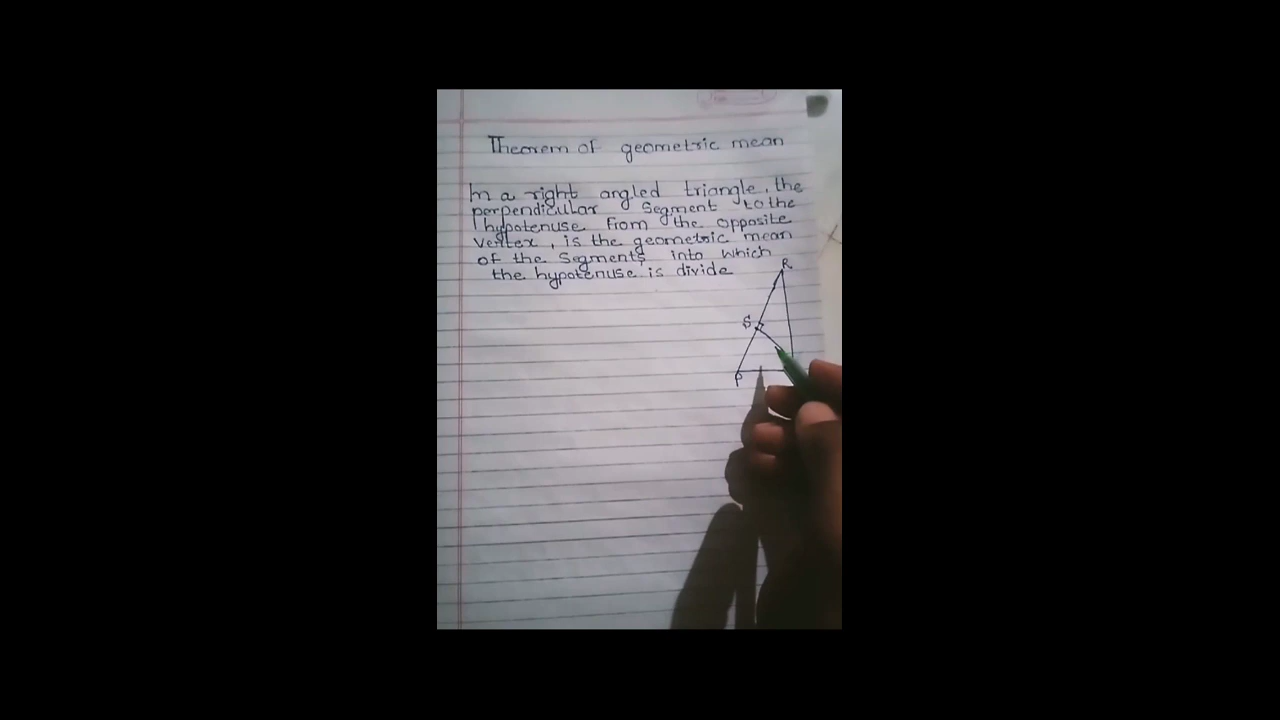 Theorem of geometric mean
In a right angled triangle, the
perpendicular segment to the
hypotenuse from the opposite
vertex, is the geometric mean
of the segments into which
the hypotenuse is divide
R
S
P